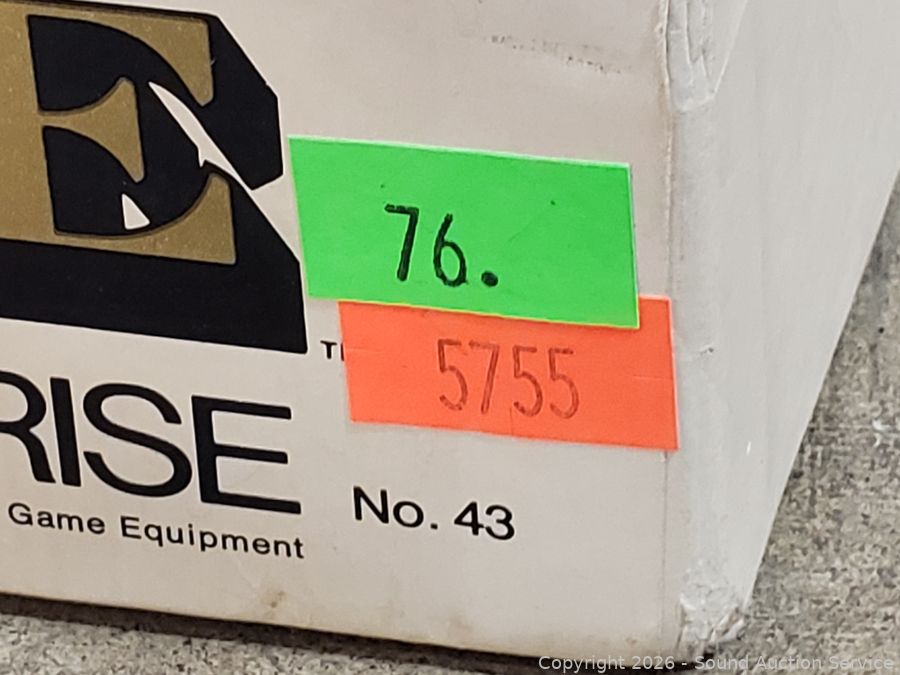 E
76.
5755
RISE
Game Equipment
No. 43
Copyright 2026 - Sound Auction Service